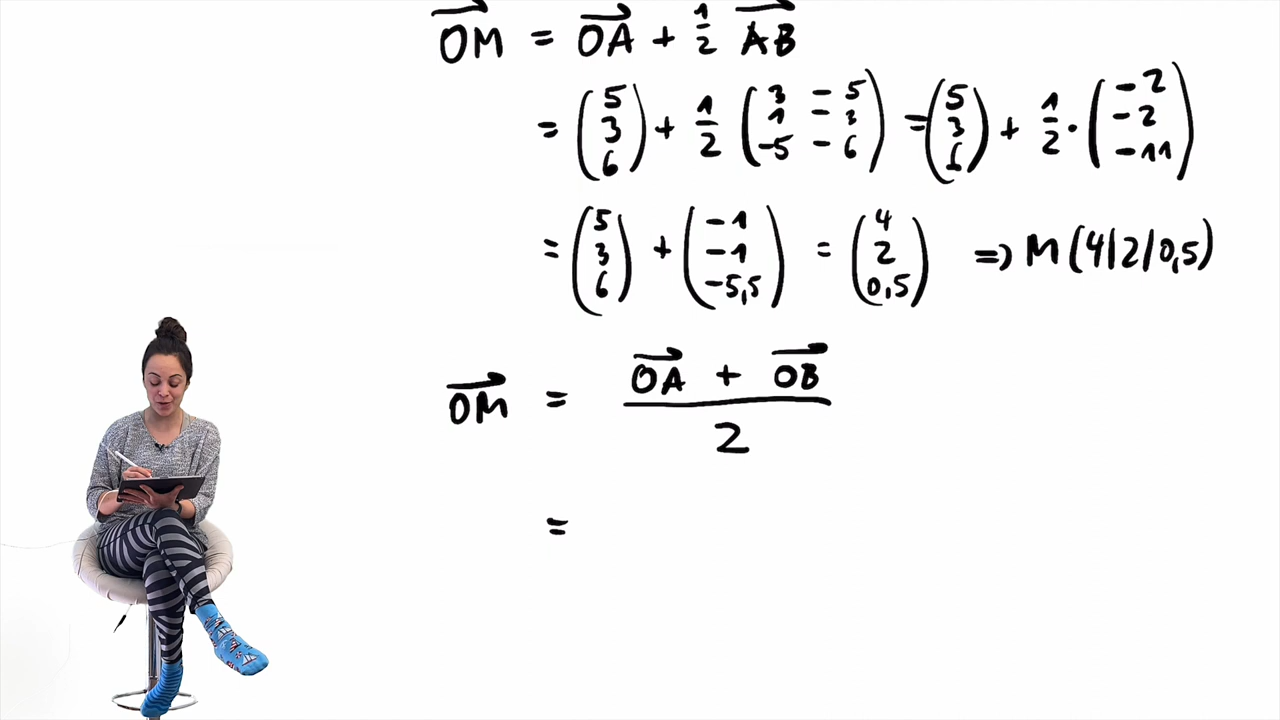 OM⃗ = OA⃗ + 1/2 AB⃗
= (5 3 6) + 1/2 (3 - 5 1 - 3 -5 - 6) = (5 3 6) + 1/2 · (-2 -2 -11)
= (5 3 6) + (-1 -1 -5,5) = (4 2 0,5) => M (4|2|0,5)
OM⃗ = (OA⃗ + OB⃗)/2
=